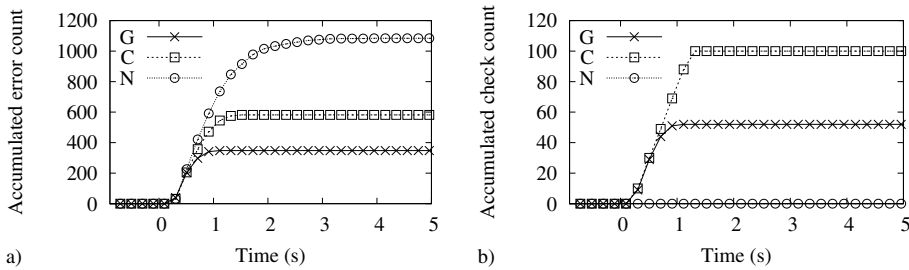 Accumulated error count
1200
1000
800
600
400
200
0
G
C
N
0 1 2 3 4 5
Time (s)
a)
Accumulated check count
120
100
80
60
40
20
0
G
C
N
0 1 2 3 4 5
Time (s)
b)